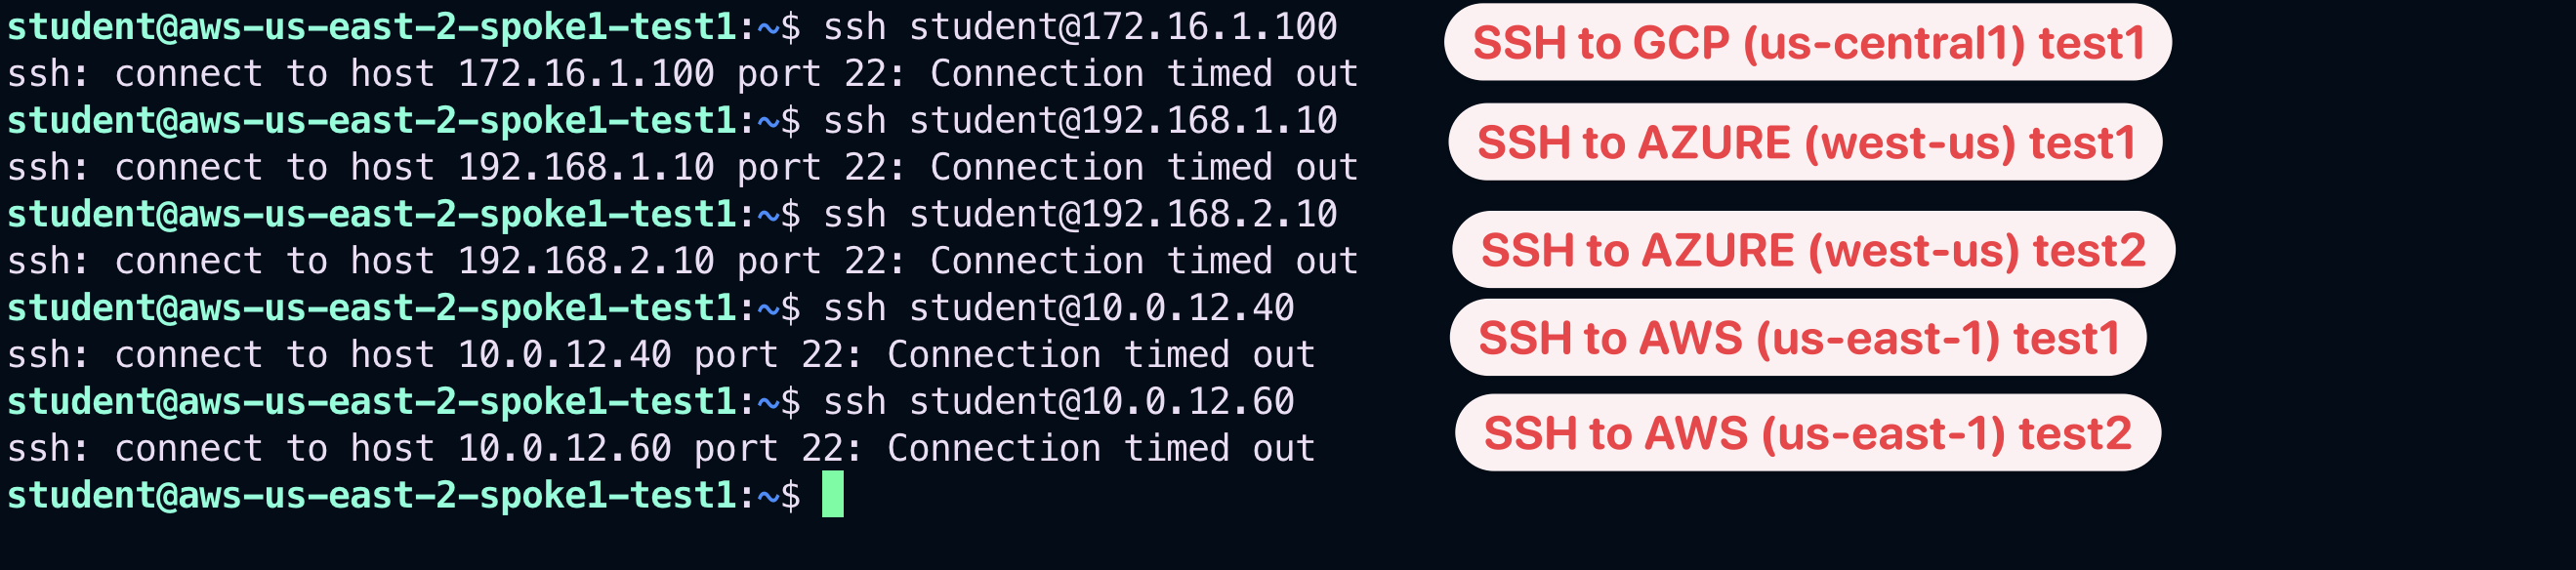 student@aws-us-east-2-spoke1-test1:~$ ssh student@172.16.1.100
SSH to GCP (us-central1) test1
ssh: connect to host 172.16.1.100 port 22: Connection timed out
student@aws-us-east-2-spoke1-test1:~$ ssh student@192.168.1.10
SSH to AZURE (west-us) test1
ssh: connect to host 192.168.1.10 port 22: Connection timed out
student@aws-us-east-2-spoke1-test1:~$ ssh student@192.168.2.10
SSH to AZURE (west-us) test2
ssh: connect to host 192.168.2.10 port 22: Connection timed out
student@aws-us-east-2-spoke1-test1:~$ ssh student@10.0.12.40
SSH to AWS (us-east-1) test1
ssh: connect to host 10.0.12.40 port 22: Connection timed out
student@aws-us-east-2-spoke1-test1:~$ ssh student@10.0.12.60
SSH to AWS (us-east-1) test2
ssh: connect to host 10.0.12.60 port 22: Connection timed out
student@aws-us-east-2-spoke1-test1:~$